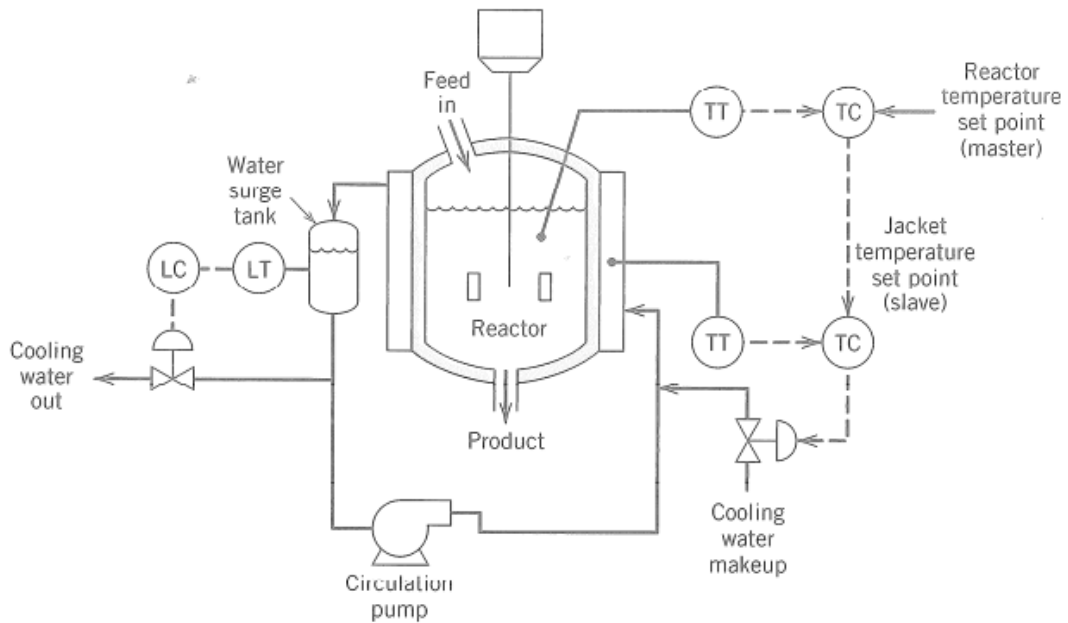 Feed
in
Water
surge
tank
TT
TC
Reactor
temperature
set point
(master)
LC
LT
Jacket
temperature
set point
(slave)
Reactor
TT
TC
Cooling
water
out
Product
Cooling
water
makeup
Circulation
pump